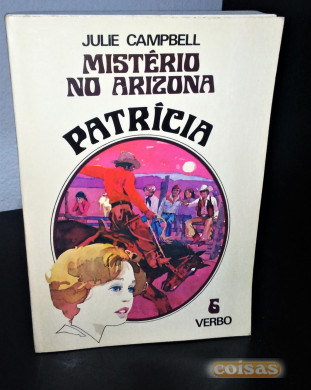 JULIE CAMPBELL
MISTÉRIO
NO ARIZONA
PATRÍCIA
6
VERBO
coisas